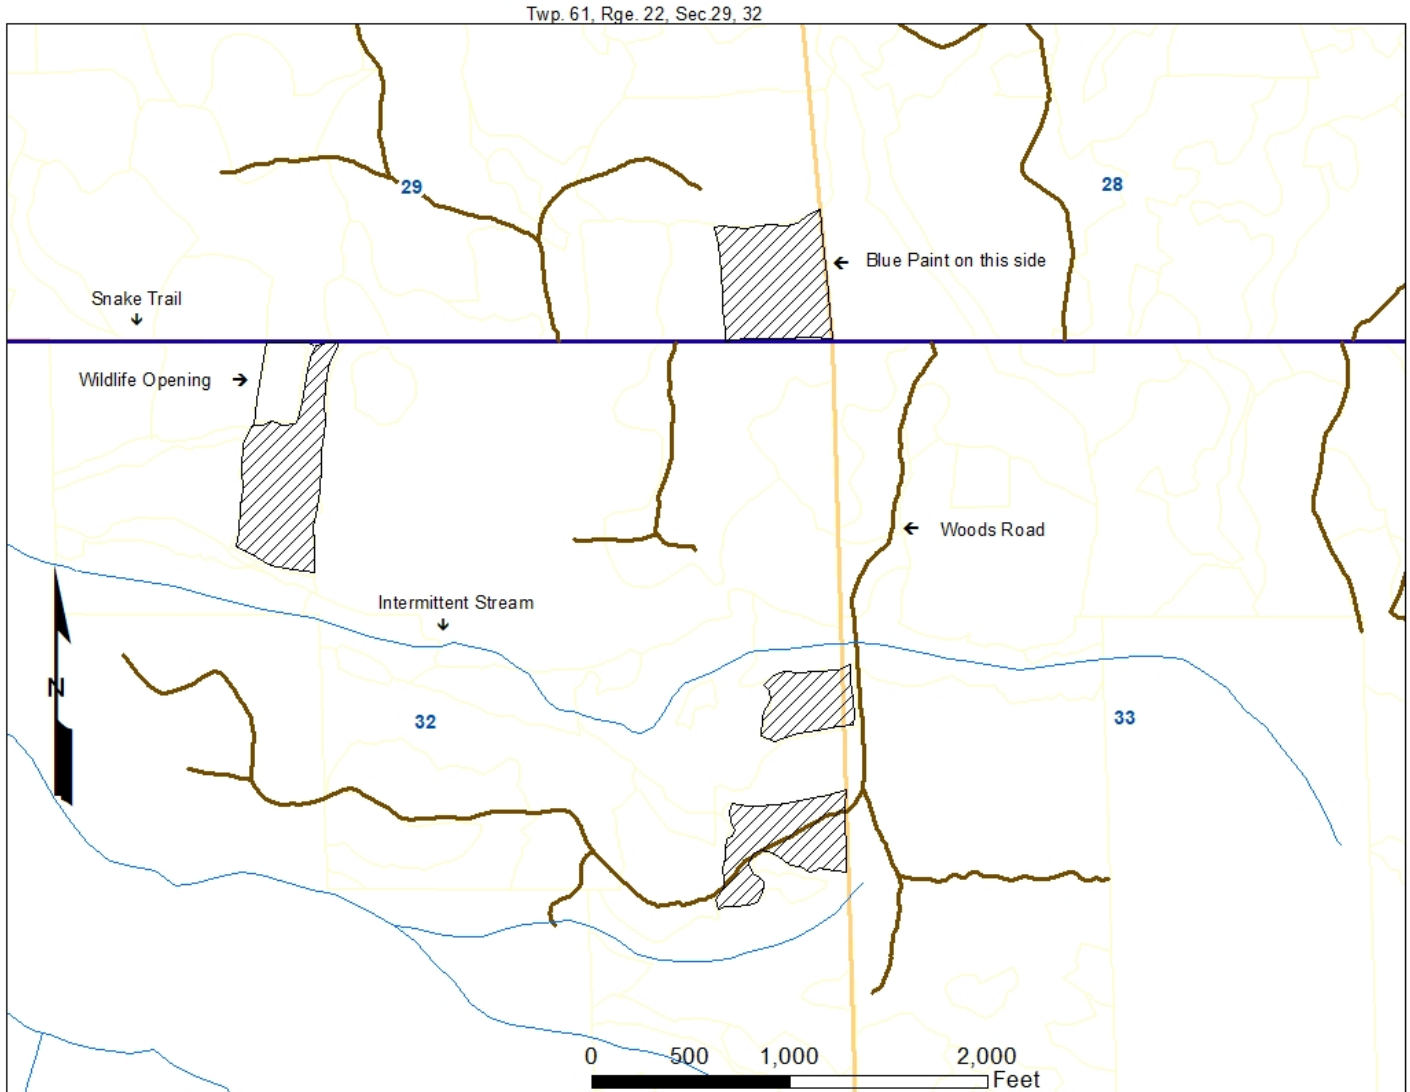 Twp. 61, Rge. 22, Sec.29, 32
29
28
Blue Paint on this side
Snake Trail
Wildlife Opening
Woods Road
Intermittent Stream
N
32
33
0 500 1,000 2,000
Feet